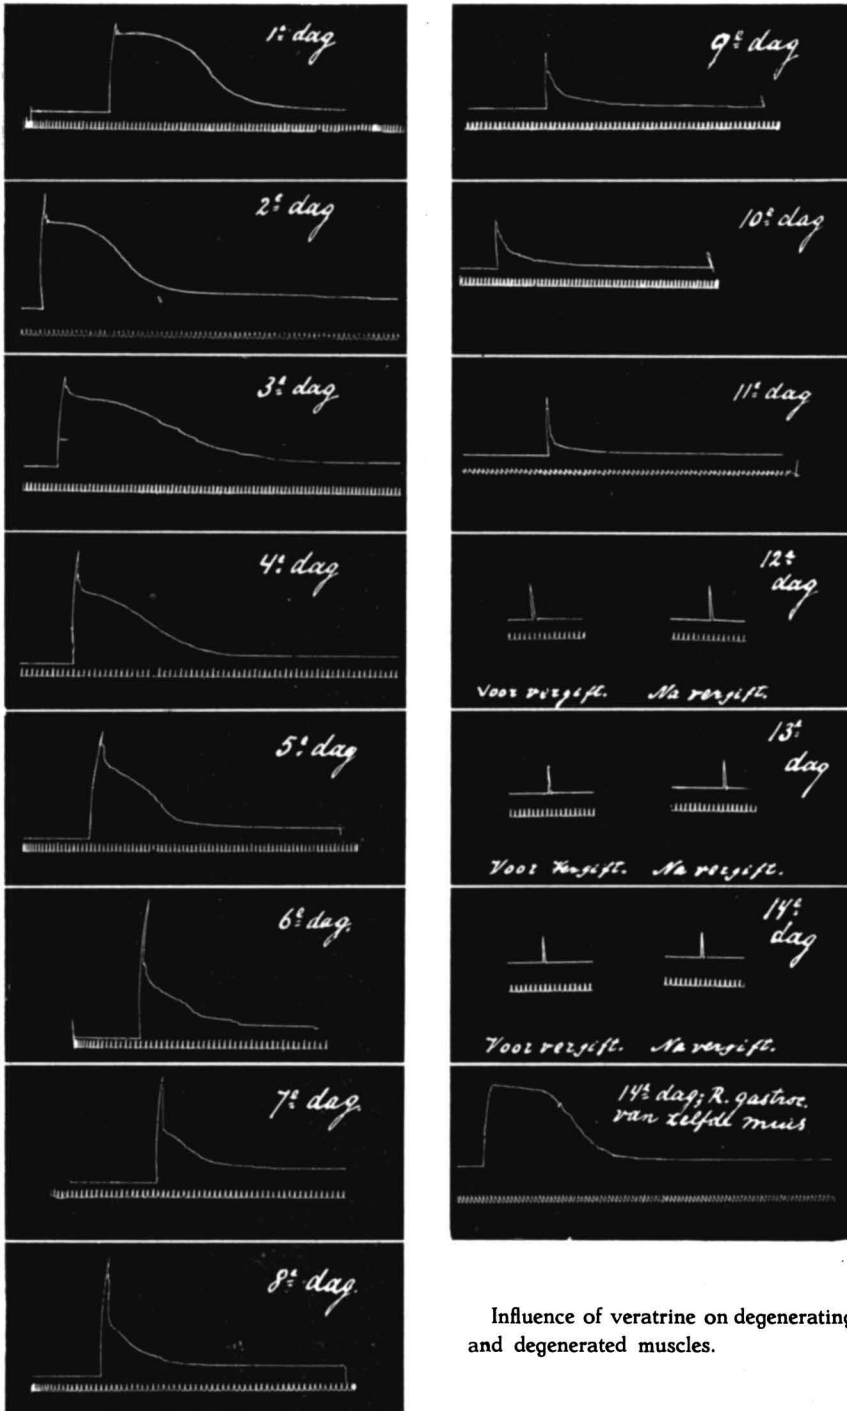 1e dag
2e dag
3e dag
4e dag
5e dag
6e dag.
7e dag.
8e dag.
9e dag
10e dag
11e dag
12e
dag
Voor vergift. Na vergift.
13e
dag
Voor vergift. Na vergift.
14e
dag
Voor vergift. Na vergift.
14e dag; R. gastroc.
van zelfde muis
Influence of veratrine on degenerating
and degenerated muscles.